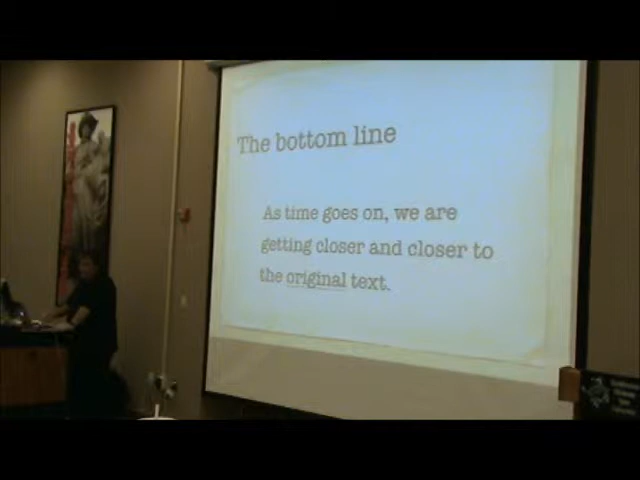 The bottom line
As time goes on, we are
getting closer and closer to
the original text.